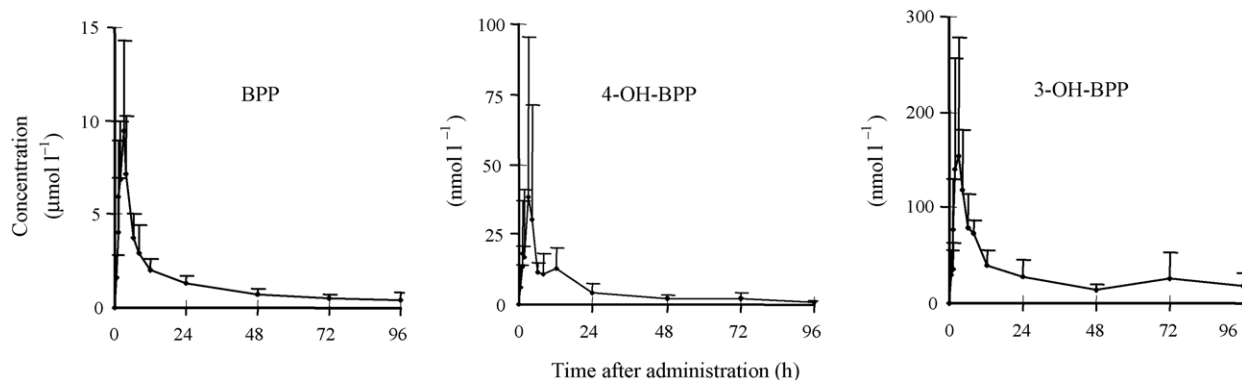 Concentration
(μmol l⁻¹)
15
10
5
0
BPP
0 24 48 72 96
(nmol l⁻¹)
100
75
50
25
0
4-OH-BPP
0 24 48 72 96
(nmol l⁻¹)
300
200
100
0
3-OH-BPP
0 24 48 72 96
Time after administration (h)